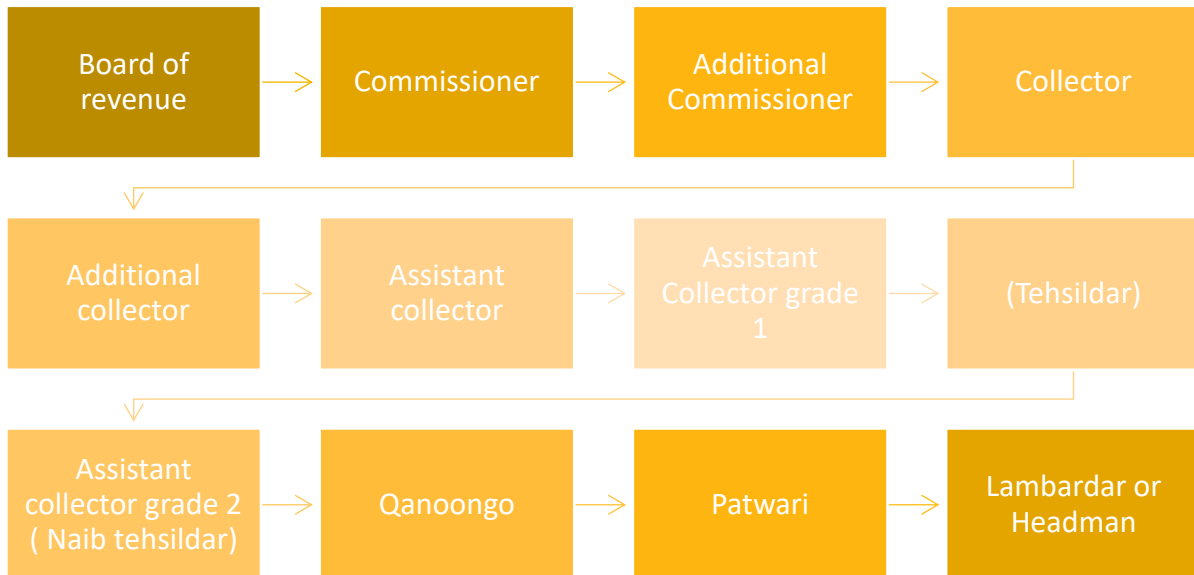 Board of
revenue
Commissioner
Additional
Commissioner
Collector
Additional
collector
Assistant
collector
Assistant
Collector grade
1
(Tehsildar)
Assistant
collector grade 2
( Naib tehsildar)
Qanoongo
Patwari
Lambardar or
Headman